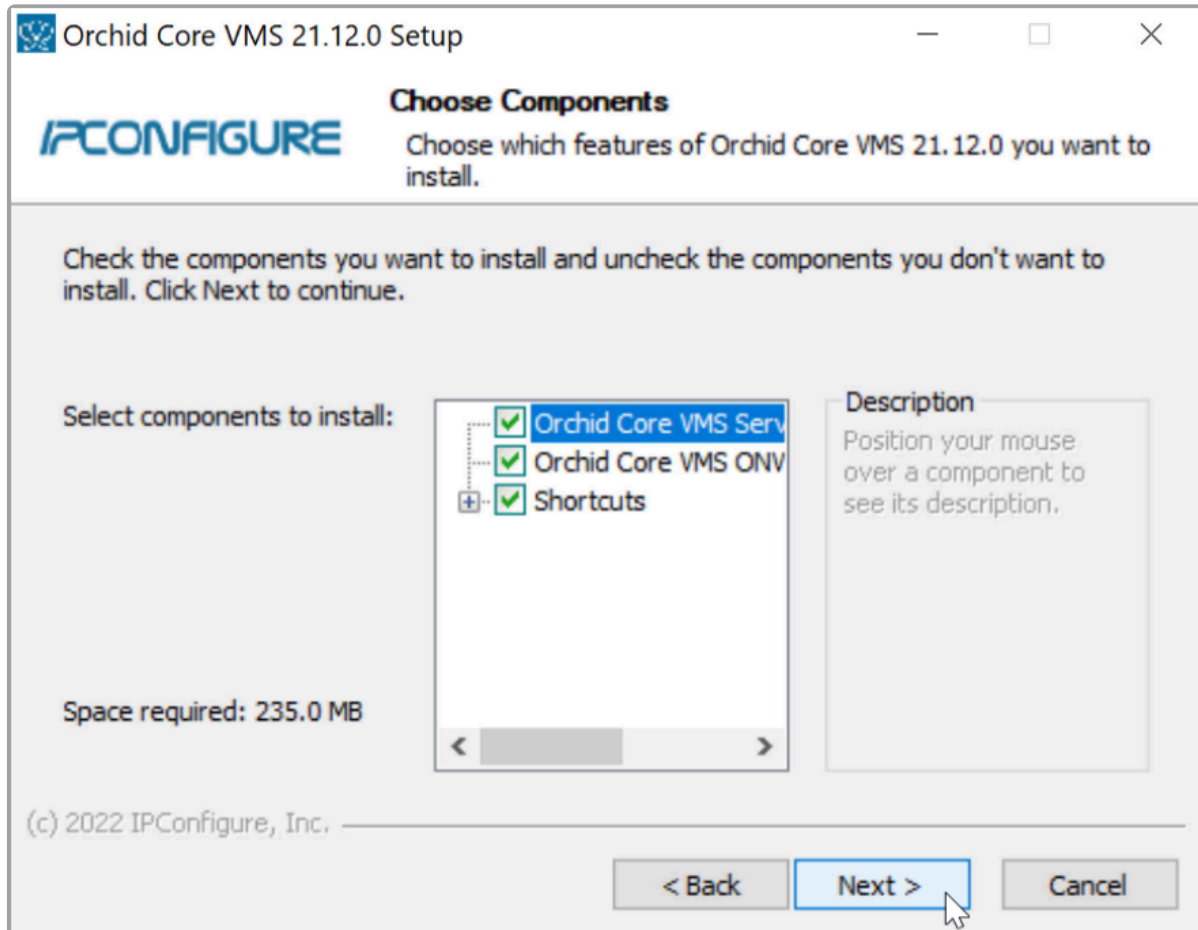 Orchid Core VMS 21.12.0 Setup
IPCONFIGURE
Choose Components
Choose which features of Orchid Core VMS 21.12.0 you want to
install.
Check the components you want to install and uncheck the components you don't want to
install. Click Next to continue.
Select components to install:
Orchid Core VMS Serv
Orchid Core VMS ONV
Shortcuts
Description
Position your mouse
over a component to
see its description.
Space required: 235.0 MB
(c) 2022 IPConfigure, Inc.
< Back
Next >
Cancel